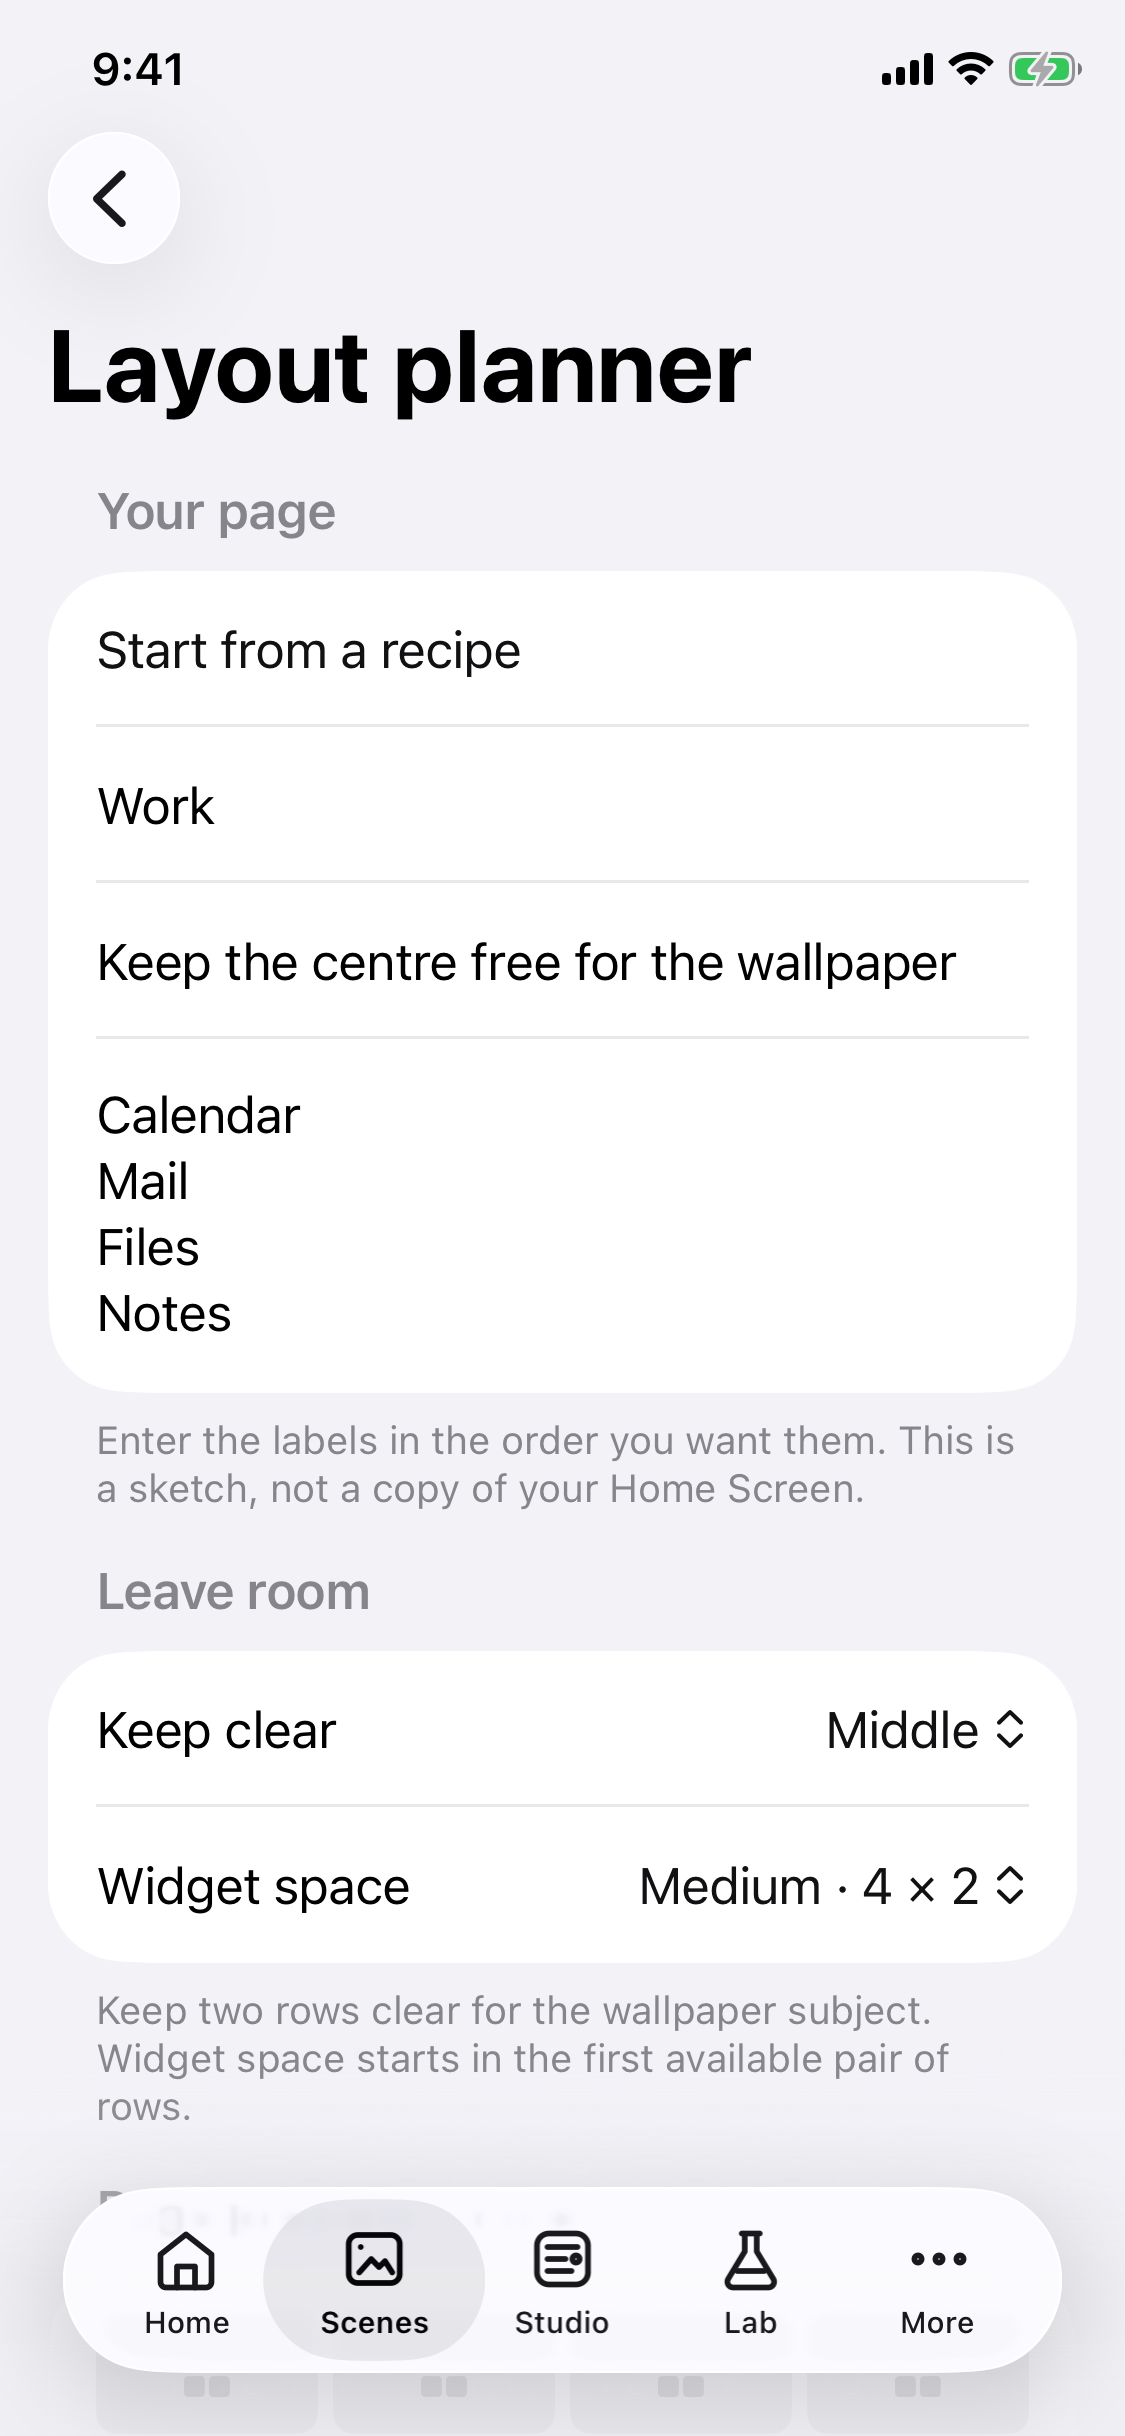 9:41
Layout planner
Your page
Start from a recipe
Work
Keep the centre free for the wallpaper
Calendar
Mail
Files
Notes
Enter the labels in the order you want them. This is
a sketch, not a copy of your Home Screen.
Leave room
Keep clear
Middle
Widget space
Medium · 4 × 2
Keep two rows clear for the wallpaper subject.
Widget space starts in the first available pair of
rows.
Home
Scenes
Studio
Lab
More